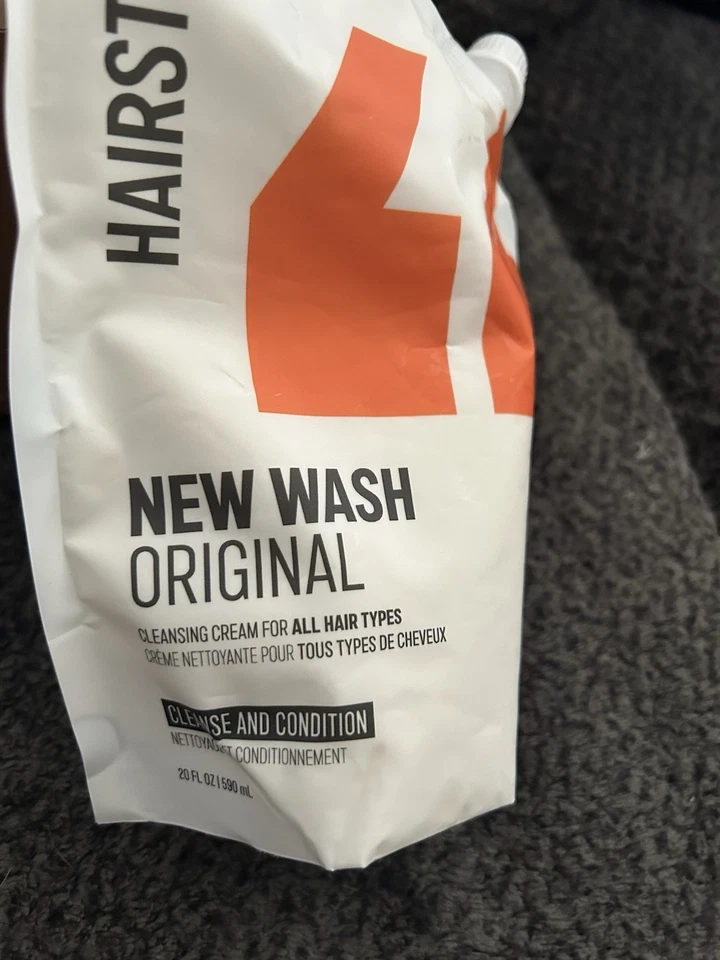 HAIRST
NEW WASH
ORIGINAL
CLEANSING CREAM FOR ALL HAIR TYPES
CRÈME NETTOYANTE POUR TOUS TYPES DE CHEVEUX
CLEANSE AND CONDITION
CONDITIONNEMENT
20 FL OZ | 590 mL